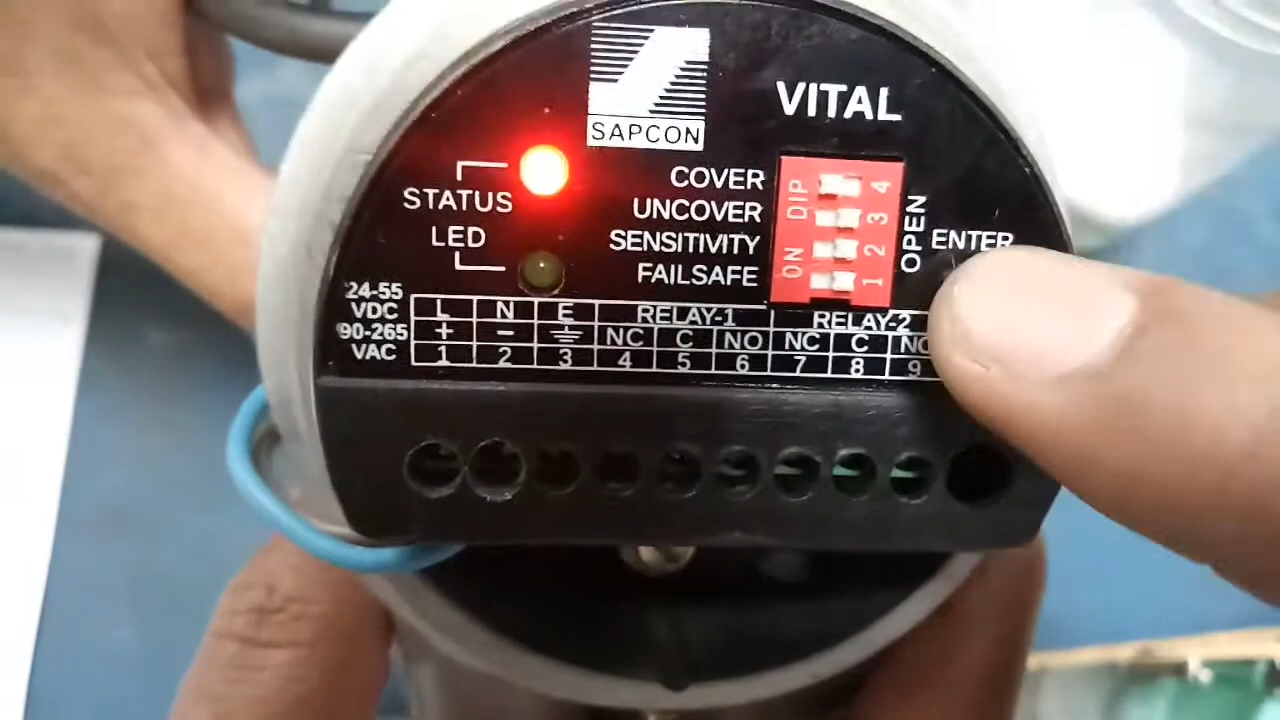 SAPCON
VITAL
STATUS
LED
COVER
UNCOVER
SENSITIVITY
FAILSAFE
ON DIP
4
3
2
1
OPEN
ENTER
24-55
VDC
90-265
VAC
L N E RELAY-1 RELAY-2
+ − NC C NO NC C
1 2 3 4 5 6 7 8 9